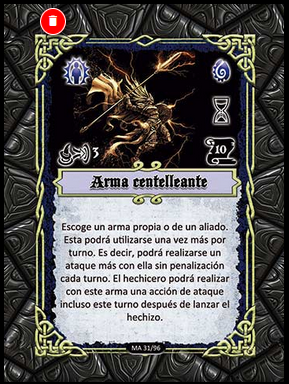 3
10
Arma centelleante
Escoge un arma propia o de un aliado.
Esta podrá utilizarse una vez más por
turno. Es decir, podrá realizarse un
ataque más con ella sin penalización
cada turno. El hechicero podrá realizar
con este arma una acción de ataque
incluso este turno después de lanzar el
hechizo.
MA 31/96